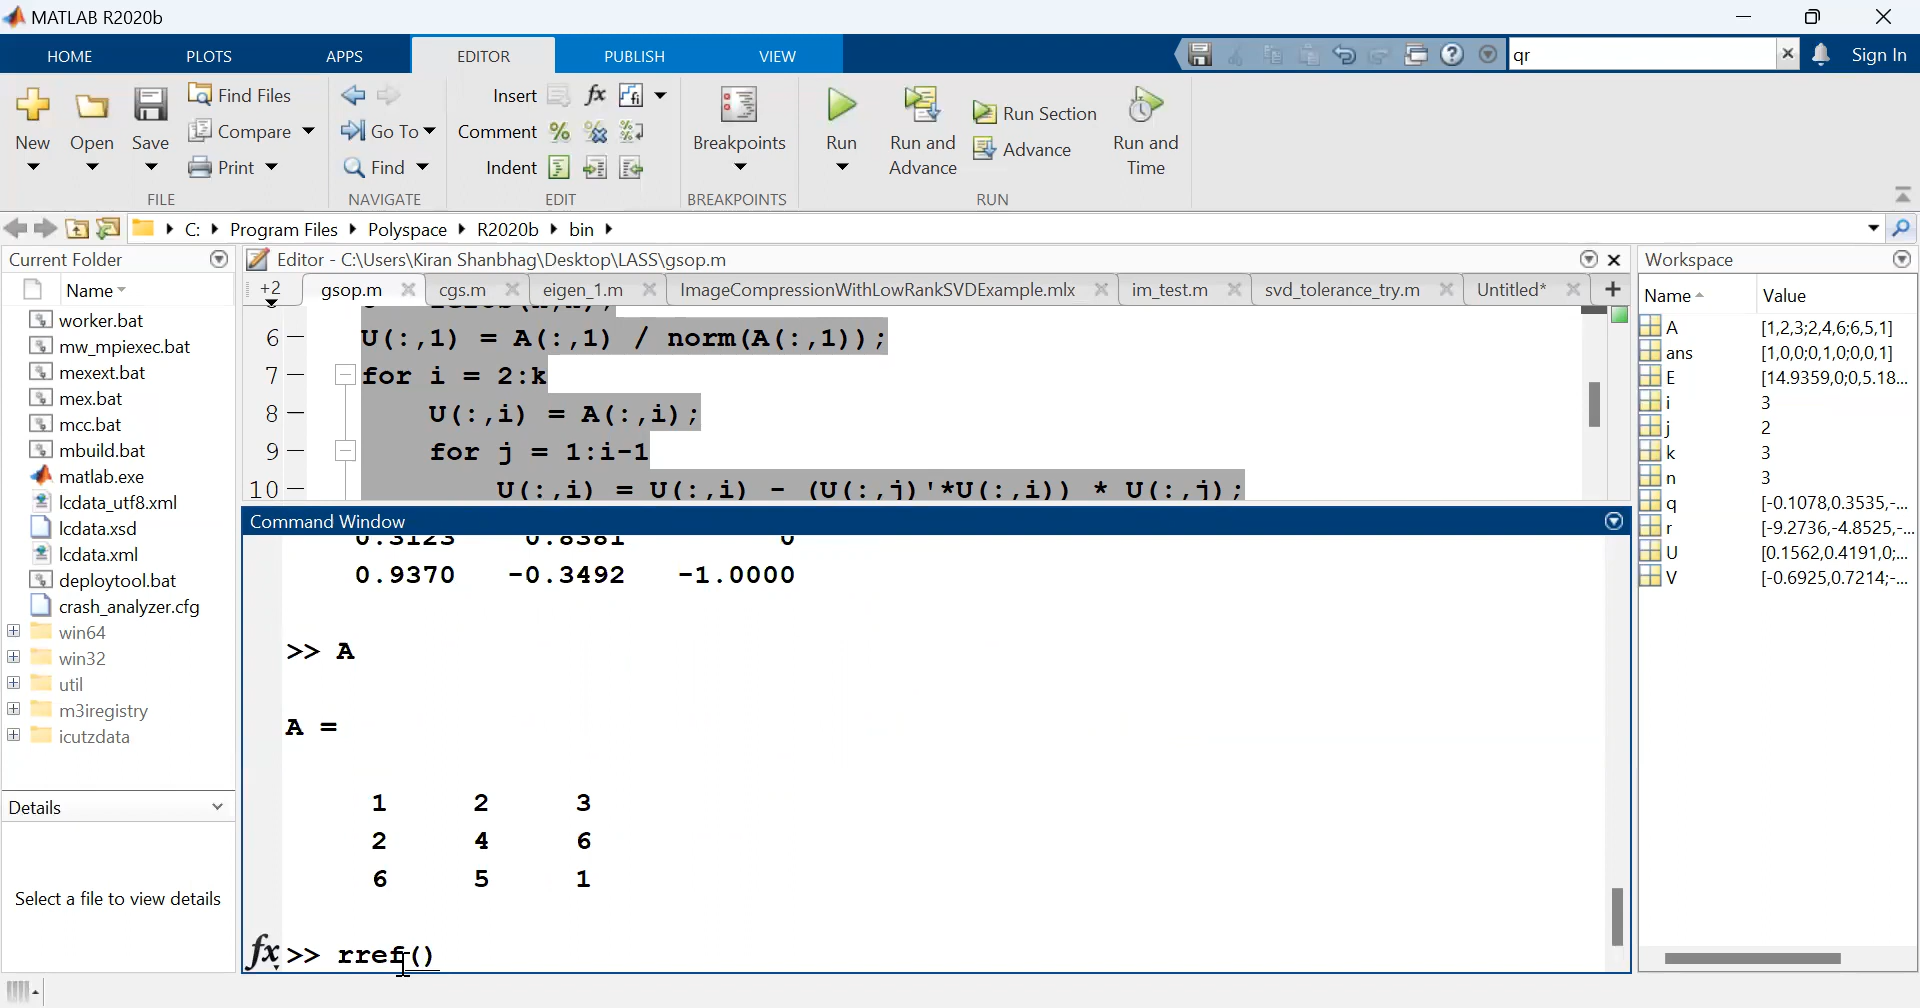 MATLAB R2020b
HOME PLOTS APPS EDITOR PUBLISH VIEW qr Sign In
New Open Save Find Files Compare Print
Go To Find
Insert fx Comment Indent
Breakpoints
Run Run and Advance Run Section Advance Run and Time
FILE NAVIGATE EDIT BREAKPOINTS RUN
C: Program Files Polyspace R2020b bin
Current Folder
Name
worker.bat
mw_mpiexec.bat
mexext.bat
mex.bat
mcc.bat
mbuild.bat
matlab.exe
lcdata_utf8.xml
lcdata.xsd
lcdata.xml
deploytool.bat
crash_analyzer.cfg
win64
win32
util
m3iregistry
icutzdata
Details
Select a file to view details
Editor - C:\Users\Kiran Shanbhag\Desktop\LASS\gsop.m
+2 gsop.m cgs.m eigen_1.m ImageCompressionWithLowRankSVDExample.mlx im_test.m svd_tolerance_try.m Untitled*
6 U(:,1) = A(:,1) / norm(A(:,1));
7 for i = 2:k
8 U(:,i) = A(:,i);
9 for j = 1:i-1
10 U(:,i) = U(:,i) - (U(:,j)'*U(:,i)) * U(:,j);
Command Window
0.3123 0.8381 0
0.9370 -0.3492 -1.0000
>> A
A =
1 2 3
2 4 6
6 5 1
fx >> rref()
Workspace
Name Value
A [1,2,3;2,4,6;6,5,1]
ans [1,0,0;0,1,0;0,0,1]
E [14.9359,0;0,5.18...
i 3
j 2
k 3
n 3
q [-0.1078,0.3535,-...
r [-9.2736,-4.8525,-...
U [0.1562,0.4191,0;...
V [-0.6925,0.7214;-...